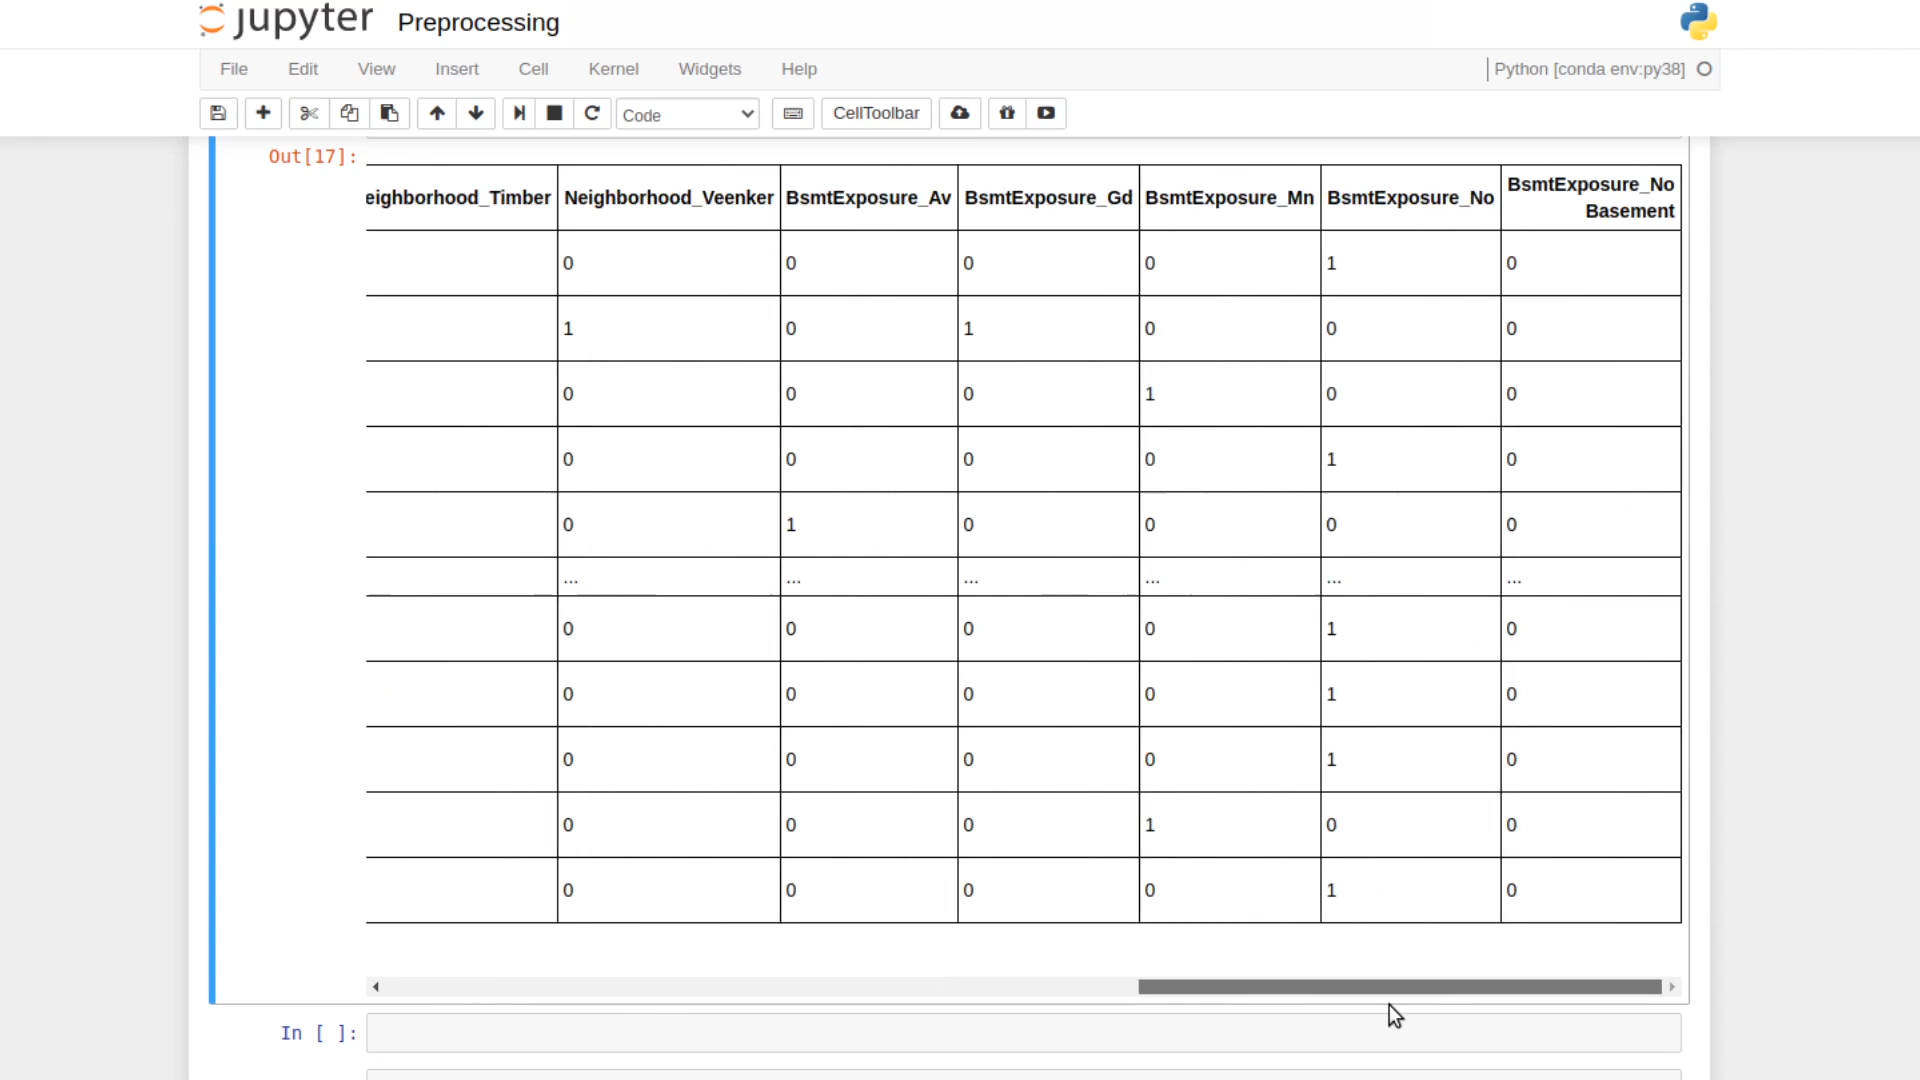 jupyter Preprocessing
File Edit View Insert Cell Kernel Widgets Help Python [conda env:py38]
Code CellToolbar
Out[17]:
eighborhood_Timber Neighborhood_Veenker BsmtExposure_Av BsmtExposure_Gd BsmtExposure_Mn BsmtExposure_No BsmtExposure_No Basement
0 0 0 0 1 0
1 0 1 0 0 0
0 0 0 1 0 0
0 0 0 0 1 0
0 1 0 0 0 0
... ... ... ... ... ...
0 0 0 0 1 0
0 0 0 0 1 0
0 0 0 0 1 0
0 0 0 1 0 0
0 0 0 0 1 0
In [ ]: